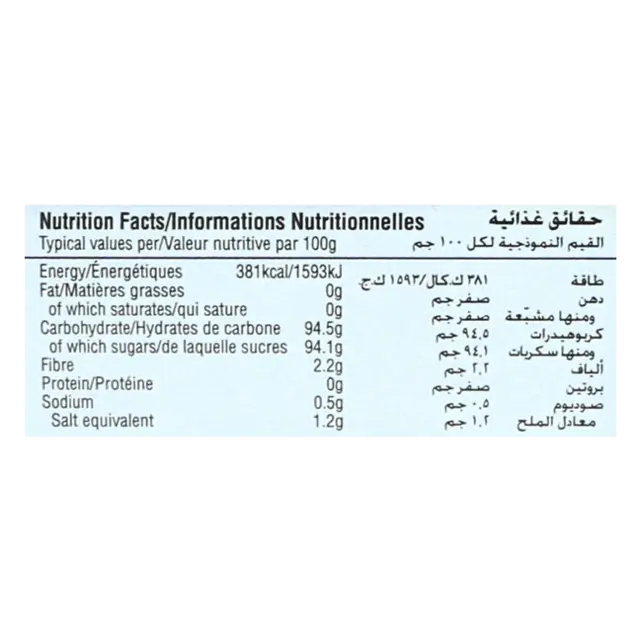 Nutrition Facts/Informations Nutritionnelles حقائق غذائية
Typical values per/Valeur nutritive par 100g القيم النموذجية لكل ١٠٠ جم
Energy/Énergétiques 381kcal/1593kJ طاقة ٣٨١ ك.كال/١٥٩٣ ك.ج.
Fat/Matières grasses 0g دهن صفر جم
of which saturates/qui sature 0g ومنها مشبّعة صفر جم
Carbohydrate/Hydrates de carbone 94.5g كربوهيدرات ٩٤,٥ جم
of which sugars/de laquelle sucres 94.1g ومنها سكريات ٩٤,١ جم
Fibre 2.2g ألياف ٢,٢ جم
Protein/Protéine 0g بروتين صفر جم
Sodium 0.5g صوديوم ٠,٥ جم
Salt equivalent 1.2g معادل الملح ١,٢ جم